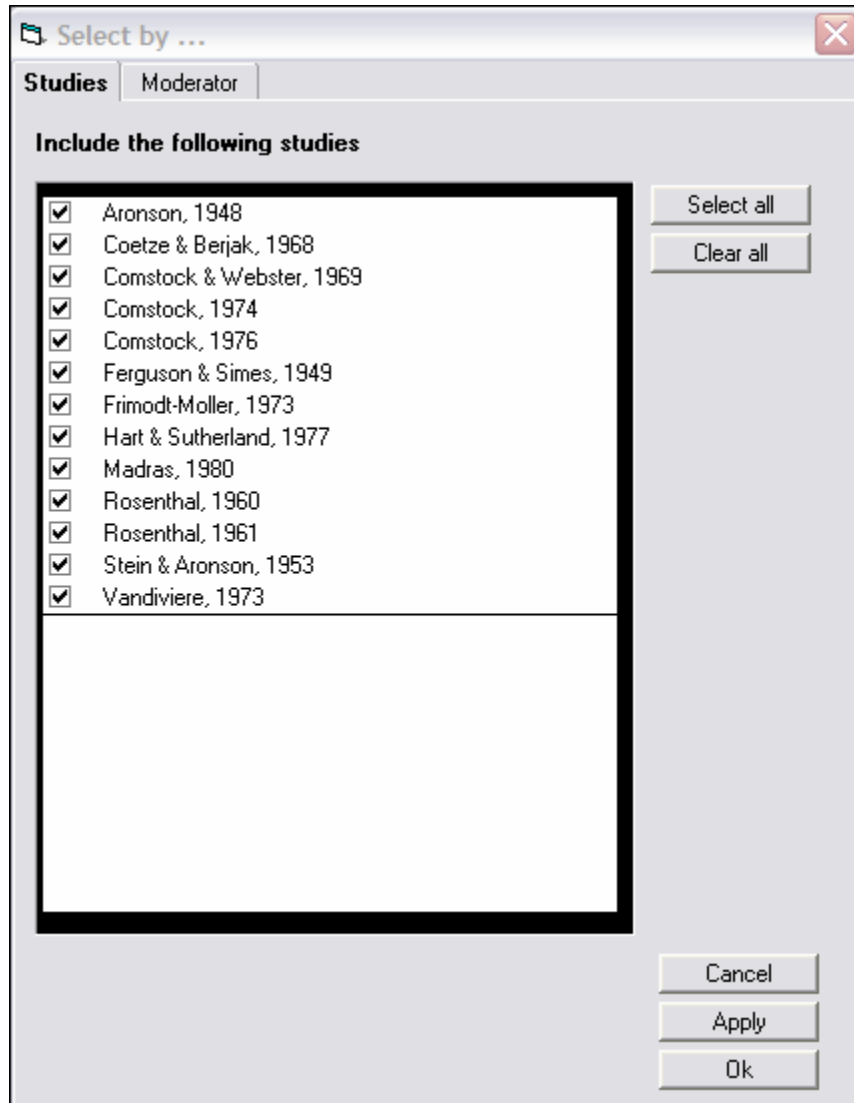 Select by ...
Studies Moderator
Include the following studies
Aronson, 1948
Coetze & Berjak, 1968
Comstock & Webster, 1969
Comstock, 1974
Comstock, 1976
Ferguson & Simes, 1949
Frimodt-Moller, 1973
Hart & Sutherland, 1977
Madras, 1980
Rosenthal, 1960
Rosenthal, 1961
Stein & Aronson, 1953
Vandiviere, 1973
Select all
Clear all
Cancel
Apply
Ok